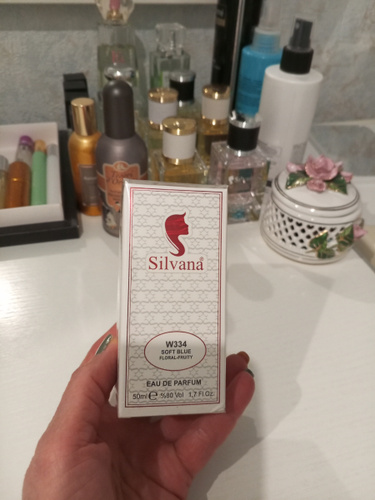 Silvana®
W334
SOFT BLUE
FLORAL-FRUITY
EAU DE PARFUM
50ml e %80 Vol 1.7 Fl Oz.